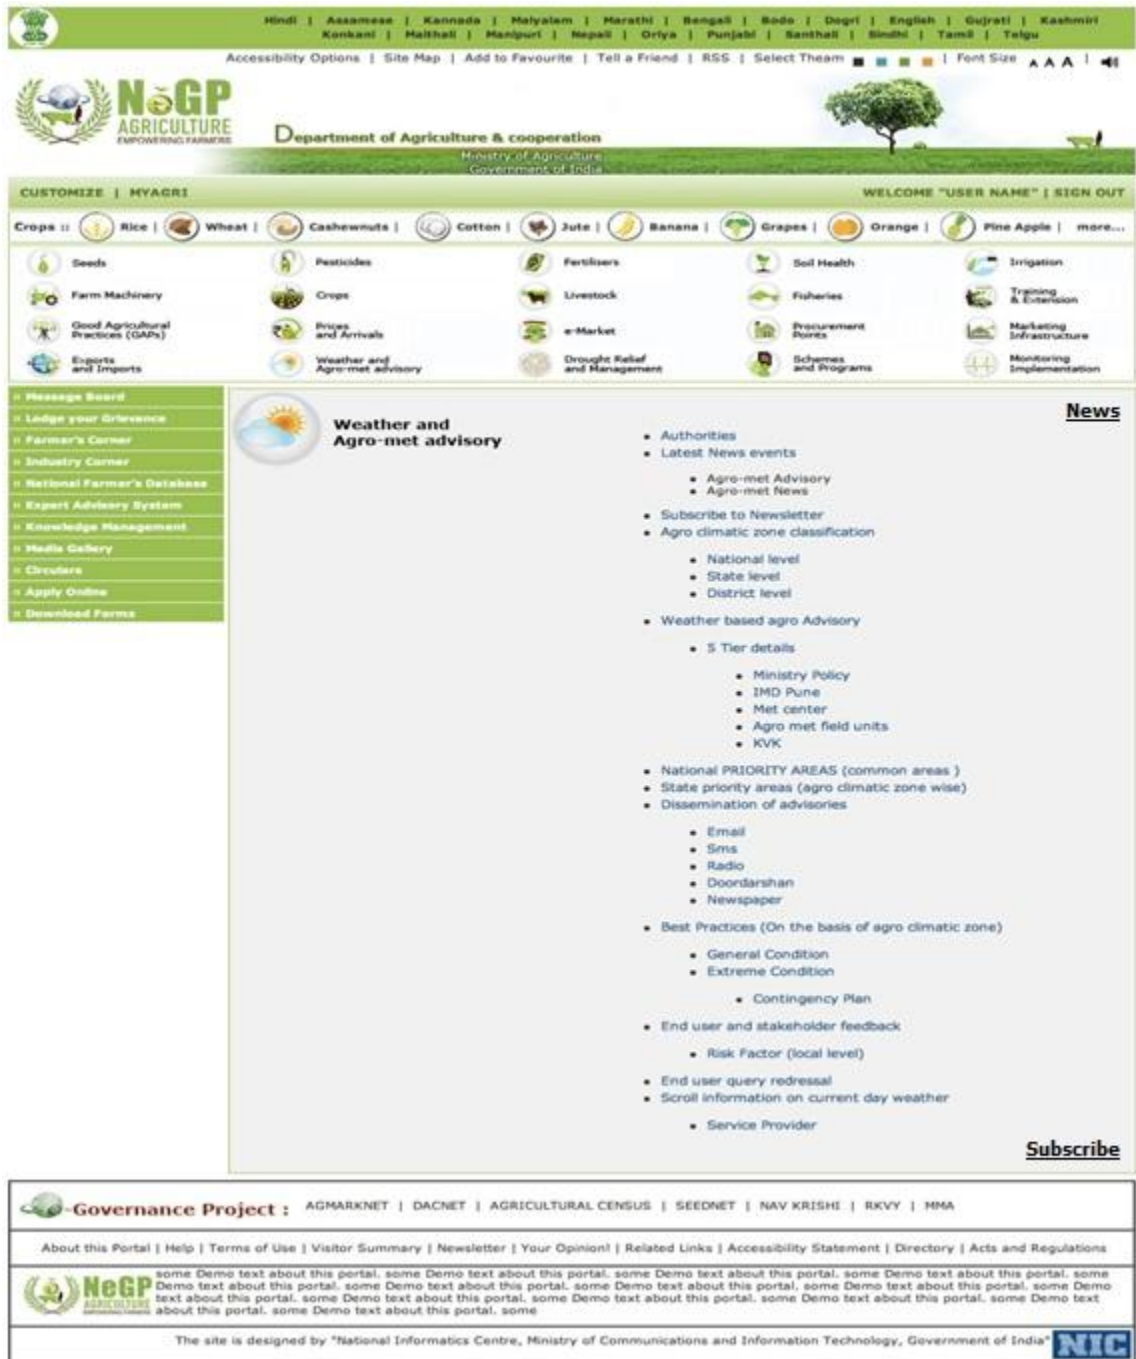 Hindi | Assamese | Kannada | Malyalam | Marathi | Bengali | Bodo | Dogri | English | Gujrati | Kashmiri
Konkani | Maithali | Manipuri | Nepali | Oriya | Punjabi | Santhali | Sindhi | Tamil | Telgu
Accessibility Options | Site Map | Add to Favourite | Tell a Friend | RSS | Select Theam | Font Size A A A |
NeGP
AGRICULTURE
EMPOWERING FARMERS
Department of Agriculture & cooperation
Ministry of Agriculture
Government of India
CUSTOMIZE | MYAGRI
WELCOME "USER NAME" | SIGN OUT
Crops :: Rice | Wheat | Cashewnuts | Cotton | Jute | Banana | Grapes | Orange | Pine Apple | more...
Seeds Pesticides Fertilisers Soil Health Irrigation
Farm Machinery Crops Livestock Fisheries Training
& Extension
Good Agricultural Prices e-Market Procurement Marketing
Practices (GAPs) and Arrivals Points Infrastructure
Exports Weather and Drought Relief Schemes Monitoring
and Imports Agro-met advisory and Management and Programs Implementation
» Message Board
» Lodge your Grievance
» Farmer's Corner
» Industry Corner
» National Farmer's Database
» Expert Advisory System
» Knowledge Management
» Media Gallery
» Circulars
» Apply Online
» Download Forms
Weather and
Agro-met advisory
News
• Authorities
• Latest News events
• Agro-met Advisory
• Agro-met News
• Subscribe to Newsletter
• Agro climatic zone classification
• National level
• State level
• District level
• Weather based agro Advisory
• 5 Tier details
• Ministry Policy
• IMD Pune
• Met center
• Agro met field units
• KVK
• National PRIORITY AREAS (common areas )
• State priority areas (agro climatic zone wise)
• Dissemination of advisories
• Email
• Sms
• Radio
• Doordarshan
• Newspaper
• Best Practices (On the basis of agro climatic zone)
• General Condition
• Extreme Condition
• Contingency Plan
• End user and stakeholder feedback
• Risk Factor (local level)
• End user query redressal
• Scroll information on current day weather
• Service Provider
Subscribe
e-Governance Project : AGMARKNET | DACNET | AGRICULTURAL CENSUS | SEEDNET | NAV KRISHI | RKVY | MMA
About this Portal | Help | Terms of Use | Visitor Summary | Newsletter | Your Opinion! | Related Links | Accessibility Statement | Directory | Acts and Regulations
NeGP
AGRICULTURE
EMPOWERING FARMERS
some Demo text about this portal. some Demo text about this portal. some Demo text about this portal. some Demo text about this portal. some
Demo text about this portal. some Demo text about this portal. some Demo text about this portal. some Demo text about this portal. some Demo
text about this portal. some Demo text about this portal. some Demo text about this portal. some Demo text about this portal. some Demo text
about this portal. some Demo text about this portal. some
The site is designed by "National Informatics Centre, Ministry of Communications and Information Technology, Government of India"
NIC